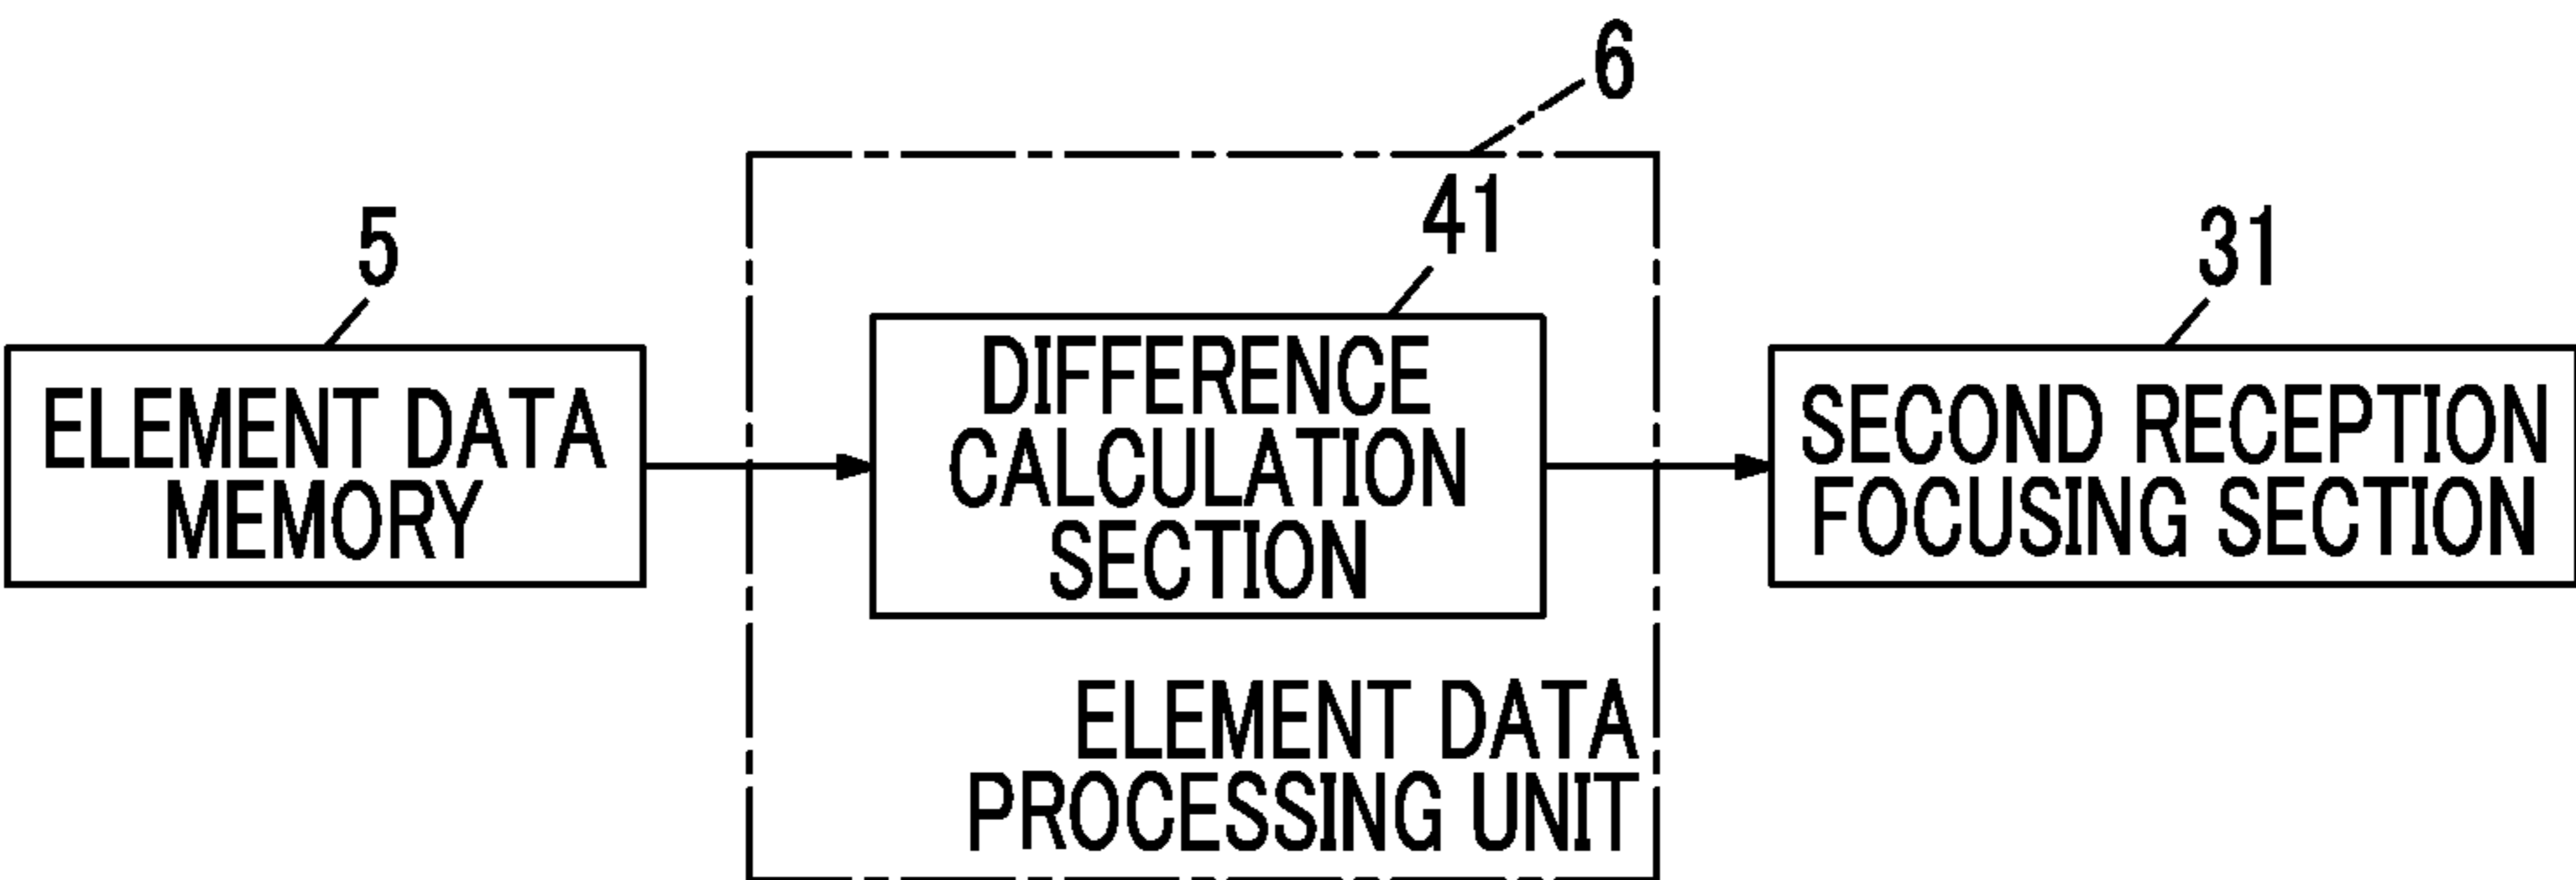 6
5
41
31
ELEMENT DATA
MEMORY
DIFFERENCE
CALCULATION
SECTION
SECOND RECEPTION
FOCUSING SECTION
ELEMENT DATA
PROCESSING UNIT